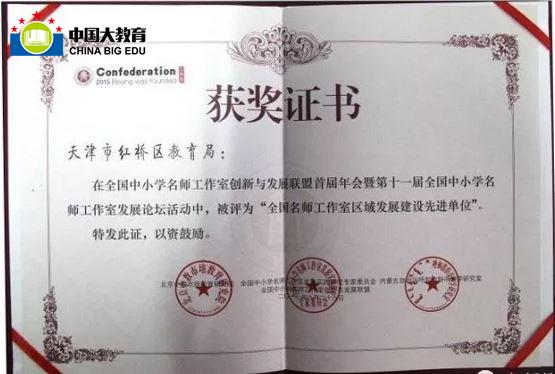 中国大教育
CHINA BIG EDU
Confederation
2015 Beijing was founded
获奖证书
天津市红桥区教育局：
在全国中小学名师工作室创新与发展联盟首届年会暨第十一届全国中小学名
师工作室发展论坛活动中，被评为“全国名师工作室区域发展建设先进单位”。
特发此证，以资鼓励。